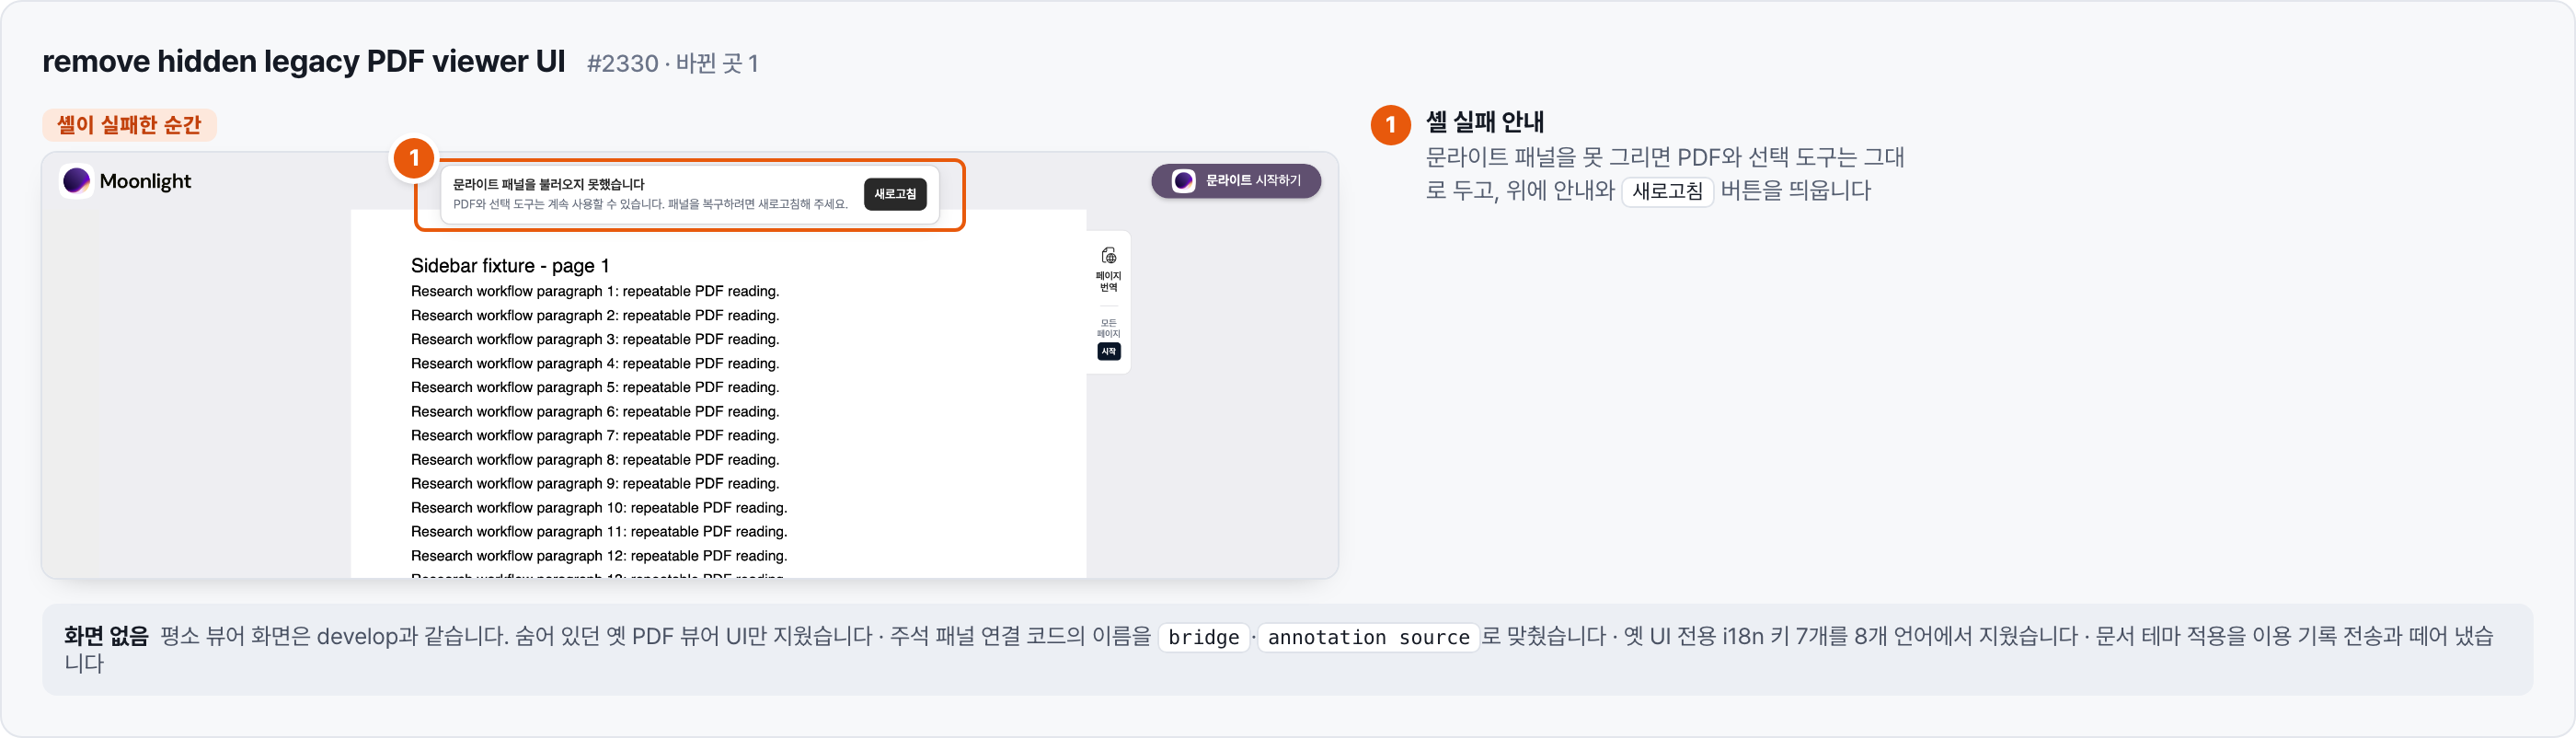 remove hidden legacy PDF viewer UI #2330 · 바뀐 곳 1
셸이 실패한 순간
1
Moonlight
문라이트 패널을 불러오지 못했습니다
PDF와 선택 도구는 계속 사용할 수 있습니다. 패널을 복구하려면 새로고침해 주세요.
새로고침
문라이트 시작하기
Sidebar fixture - page 1
Research workflow paragraph 1: repeatable PDF reading.
Research workflow paragraph 2: repeatable PDF reading.
Research workflow paragraph 3: repeatable PDF reading.
Research workflow paragraph 4: repeatable PDF reading.
Research workflow paragraph 5: repeatable PDF reading.
Research workflow paragraph 6: repeatable PDF reading.
Research workflow paragraph 7: repeatable PDF reading.
Research workflow paragraph 8: repeatable PDF reading.
Research workflow paragraph 9: repeatable PDF reading.
Research workflow paragraph 10: repeatable PDF reading.
Research workflow paragraph 11: repeatable PDF reading.
Research workflow paragraph 12: repeatable PDF reading.
페이지
번역
모든
페이지
시작
1 셸 실패 안내
문라이트 패널을 못 그리면 PDF와 선택 도구는 그대
로 두고, 위에 안내와 새로고침 버튼을 띄웁니다
화면 없음 평소 뷰어 화면은 develop과 같습니다. 숨어 있던 옛 PDF 뷰어 UI만 지웠습니다 · 주석 패널 연결 코드의 이름을 bridge · annotation source 로 맞췄습니다 · 옛 UI 전용 i18n 키 7개를 8개 언어에서 지웠습니다 · 문서 테마 적용을 이용 기록 전송과 떼어 냈습
니다